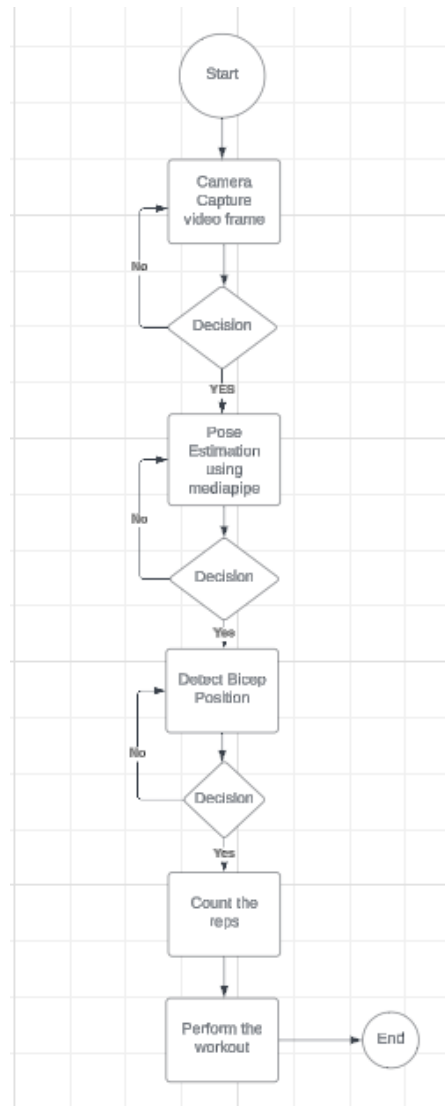 Start
Camera
Capture
video frame
No
Decision
YES
Pose
Estimation
using
mediapipe
No
Decision
Yes
Detect Bicep
Position
No
Decision
Yes
Count the
reps
Perform the
workout
End